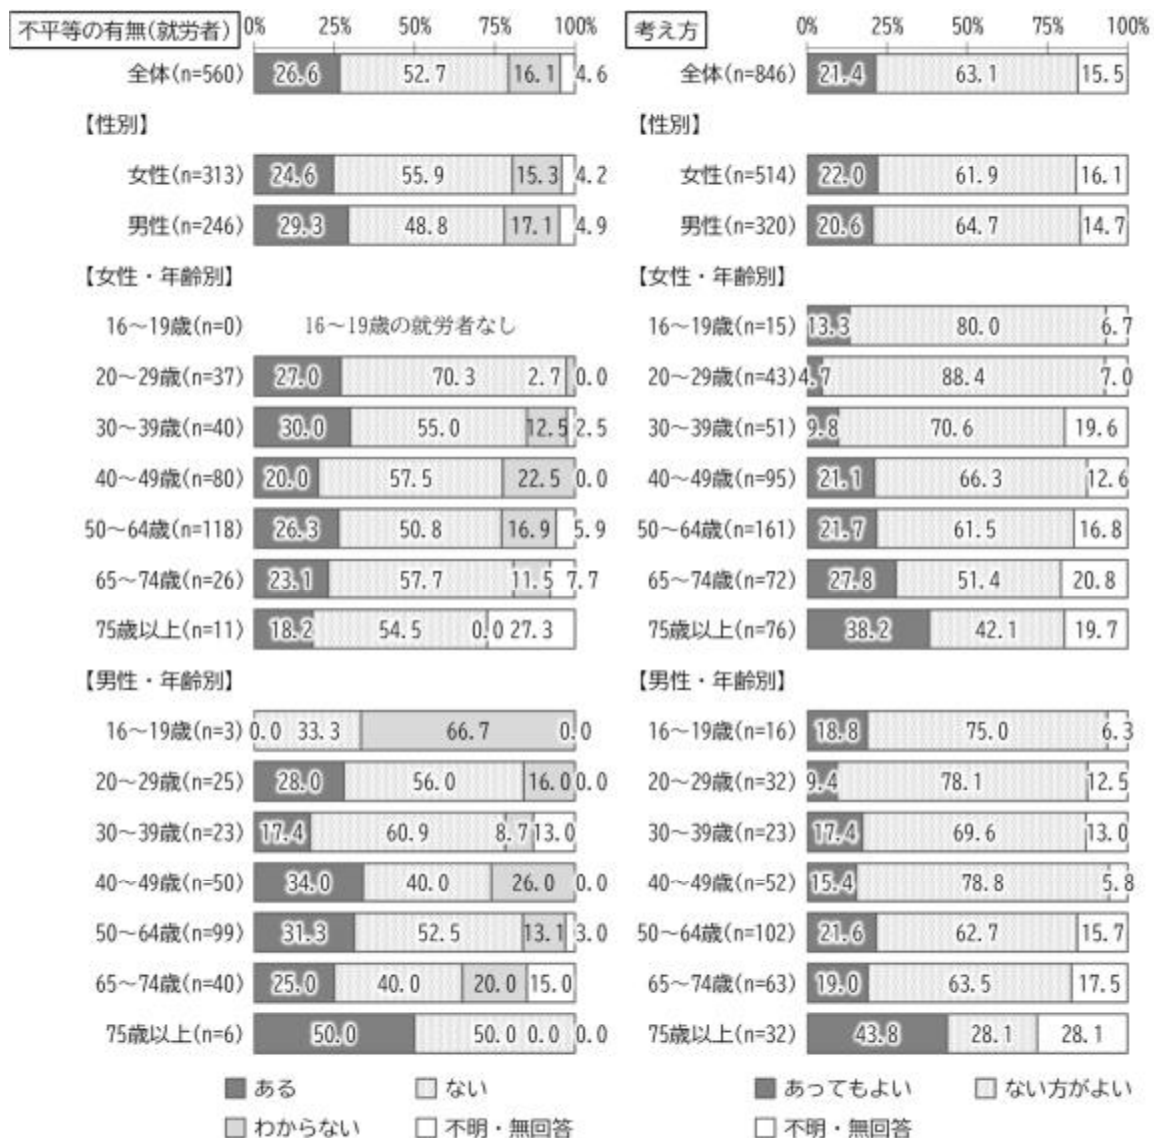 不平等の有無(就労者) 0% 25% 50% 75% 100%
全体(n=560) 26.6 52.7 16.1 4.6
【性別】
女性(n=313) 24.6 55.9 15.3 4.2
男性(n=246) 29.3 48.8 17.1 4.9
【女性・年齢別】
16～19歳(n=0) 16～19歳の就労者なし
20～29歳(n=37) 27.0 70.3 2.7 0.0
30～39歳(n=40) 30.0 55.0 12.5 2.5
40～49歳(n=80) 20.0 57.5 22.5 0.0
50～64歳(n=118) 26.3 50.8 16.9 5.9
65～74歳(n=26) 23.1 57.7 11.5 7.7
75歳以上(n=11) 18.2 54.5 0.0 27.3
【男性・年齢別】
16～19歳(n=3) 0.0 33.3 66.7 0.0
20～29歳(n=25) 28.0 56.0 16.0 0.0
30～39歳(n=23) 17.4 60.9 8.7 13.0
40～49歳(n=50) 34.0 40.0 26.0 0.0
50～64歳(n=99) 31.3 52.5 13.1 3.0
65～74歳(n=40) 25.0 40.0 20.0 15.0
75歳以上(n=6) 50.0 50.0 0.0 0.0
ある ない
わからない 不明・無回答
考え方 0% 25% 50% 75% 100%
全体(n=846) 21.4 63.1 15.5
【性別】
女性(n=514) 22.0 61.9 16.1
男性(n=320) 20.6 64.7 14.7
【女性・年齢別】
16～19歳(n=15) 13.3 80.0 6.7
20～29歳(n=43) 4.7 88.4 7.0
30～39歳(n=51) 9.8 70.6 19.6
40～49歳(n=95) 21.1 66.3 12.6
50～64歳(n=161) 21.7 61.5 16.8
65～74歳(n=72) 27.8 51.4 20.8
75歳以上(n=76) 38.2 42.1 19.7
【男性・年齢別】
16～19歳(n=16) 18.8 75.0 6.3
20～29歳(n=32) 9.4 78.1 12.5
30～39歳(n=23) 17.4 69.6 13.0
40～49歳(n=52) 15.4 78.8 5.8
50～64歳(n=102) 21.6 62.7 15.7
65～74歳(n=63) 19.0 63.5 17.5
75歳以上(n=32) 43.8 28.1 28.1
あってもよい ない方がよい
不明・無回答